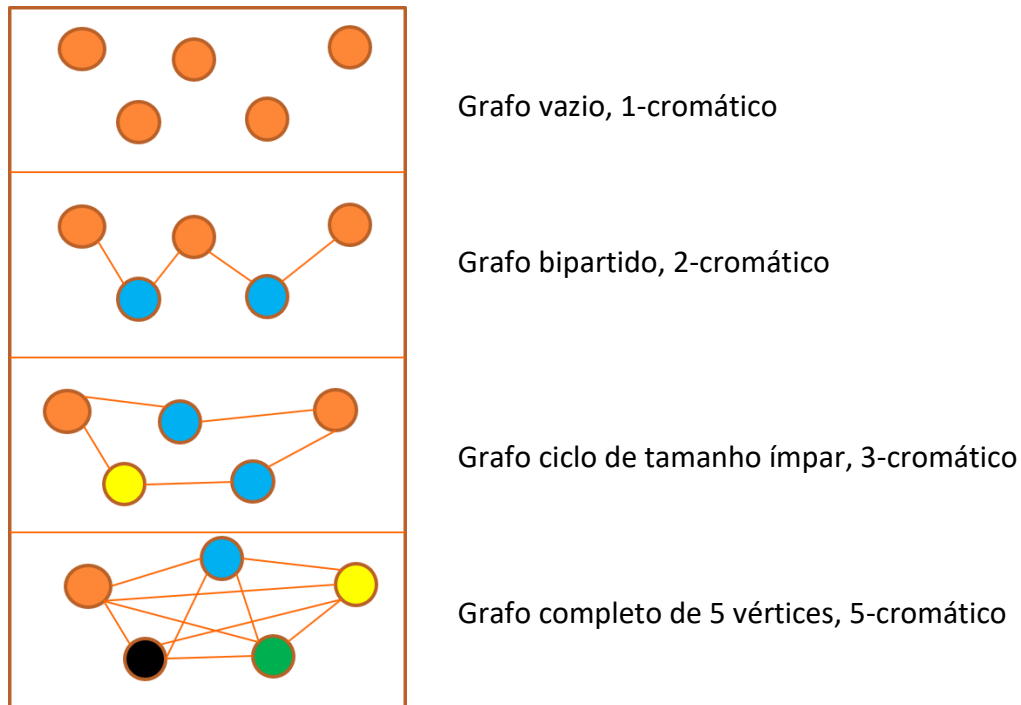 Grafo vazio, 1-cromático
Grafo bipartido, 2-cromático
Grafo ciclo de tamanho ímpar, 3-cromático
Grafo completo de 5 vértices, 5-cromático